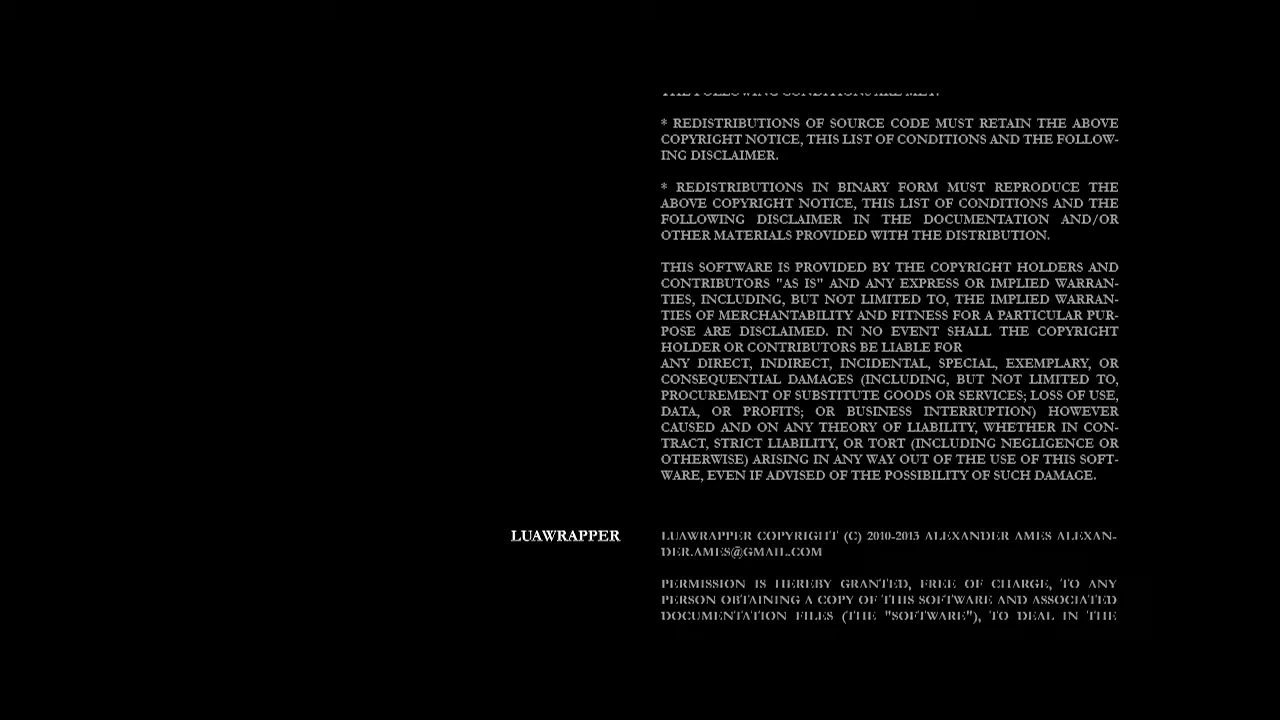 THE FOLLOWING CONDITIONS ARE MET:
* REDISTRIBUTIONS OF SOURCE CODE MUST RETAIN THE ABOVE
COPYRIGHT NOTICE, THIS LIST OF CONDITIONS AND THE FOLLOW-
ING DISCLAIMER.
* REDISTRIBUTIONS IN BINARY FORM MUST REPRODUCE THE
ABOVE COPYRIGHT NOTICE, THIS LIST OF CONDITIONS AND THE
FOLLOWING DISCLAIMER IN THE DOCUMENTATION AND/OR
OTHER MATERIALS PROVIDED WITH THE DISTRIBUTION.
THIS SOFTWARE IS PROVIDED BY THE COPYRIGHT HOLDERS AND
CONTRIBUTORS "AS IS" AND ANY EXPRESS OR IMPLIED WARRAN-
TIES, INCLUDING, BUT NOT LIMITED TO, THE IMPLIED WARRAN-
TIES OF MERCHANTABILITY AND FITNESS FOR A PARTICULAR PUR-
POSE ARE DISCLAIMED. IN NO EVENT SHALL THE COPYRIGHT
HOLDER OR CONTRIBUTORS BE LIABLE FOR
ANY DIRECT, INDIRECT, INCIDENTAL, SPECIAL, EXEMPLARY, OR
CONSEQUENTIAL DAMAGES (INCLUDING, BUT NOT LIMITED TO,
PROCUREMENT OF SUBSTITUTE GOODS OR SERVICES; LOSS OF USE,
DATA, OR PROFITS; OR BUSINESS INTERRUPTION) HOWEVER
CAUSED AND ON ANY THEORY OF LIABILITY, WHETHER IN CON-
TRACT, STRICT LIABILITY, OR TORT (INCLUDING NEGLIGENCE OR
OTHERWISE) ARISING IN ANY WAY OUT OF THE USE OF THIS SOFT-
WARE, EVEN IF ADVISED OF THE POSSIBILITY OF SUCH DAMAGE.
LUAWRAPPER
LUAWRAPPER COPYRIGHT (C) 2010-2013 ALEXANDER AMES ALEXAN-
DER.AMES@GMAIL.COM
PERMISSION IS HEREBY GRANTED, FREE OF CHARGE, TO ANY
PERSON OBTAINING A COPY OF THIS SOFTWARE AND ASSOCIATED
DOCUMENTATION FILES (THE "SOFTWARE"), TO DEAL IN THE